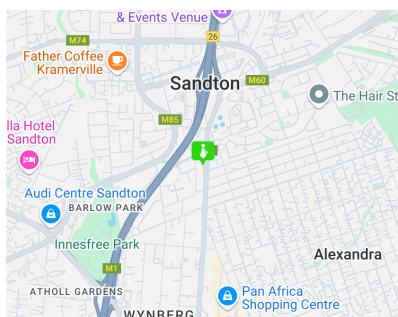 & Events Venue
26
M74
Father Coffee
Kramerville
Sandton
M60
The Hair St
M85
lla Hotel
Sandton
Audi Centre Sandton
BARLOW PARK
Innesfree Park
Alexandra
M1
ATHOLL GARDENS
Pan Africa
Shopping Centre
WYNBERG